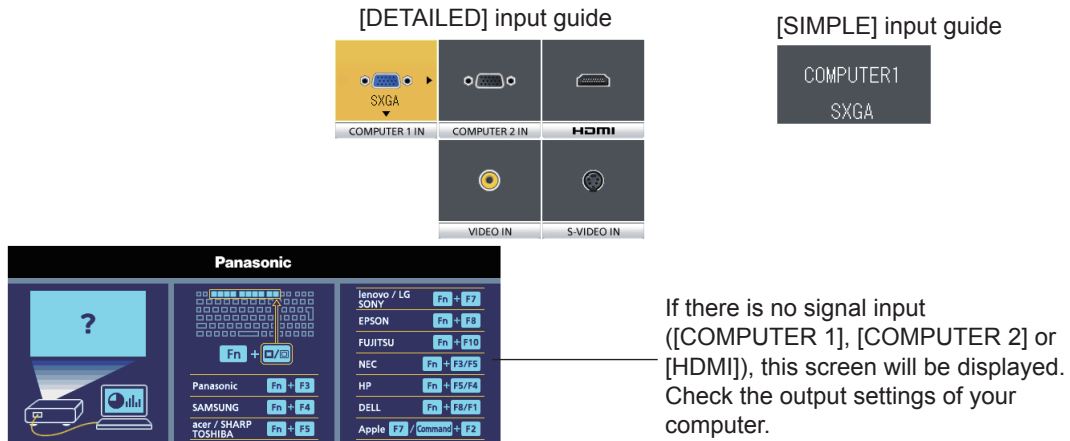 [DETAILED] input guide
[SIMPLE] input guide
SXGA
COMPUTER 1 IN
COMPUTER 2 IN
HDMI
VIDEO IN
S-VIDEO IN
COMPUTER1
SXGA
Panasonic
?
Fn +
Panasonic Fn + F3
SAMSUNG Fn + F4
acer / SHARP
TOSHIBA Fn + F5
lenovo / LG
SONY Fn + F7
EPSON Fn + F8
FUJITSU Fn + F10
NEC Fn + F3/F5
HP Fn + F5/F4
DELL Fn + F8/F1
Apple F7 / Command + F2
If there is no signal input
([COMPUTER 1], [COMPUTER 2] or
[HDMI]), this screen will be displayed.
Check the output settings of your
computer.